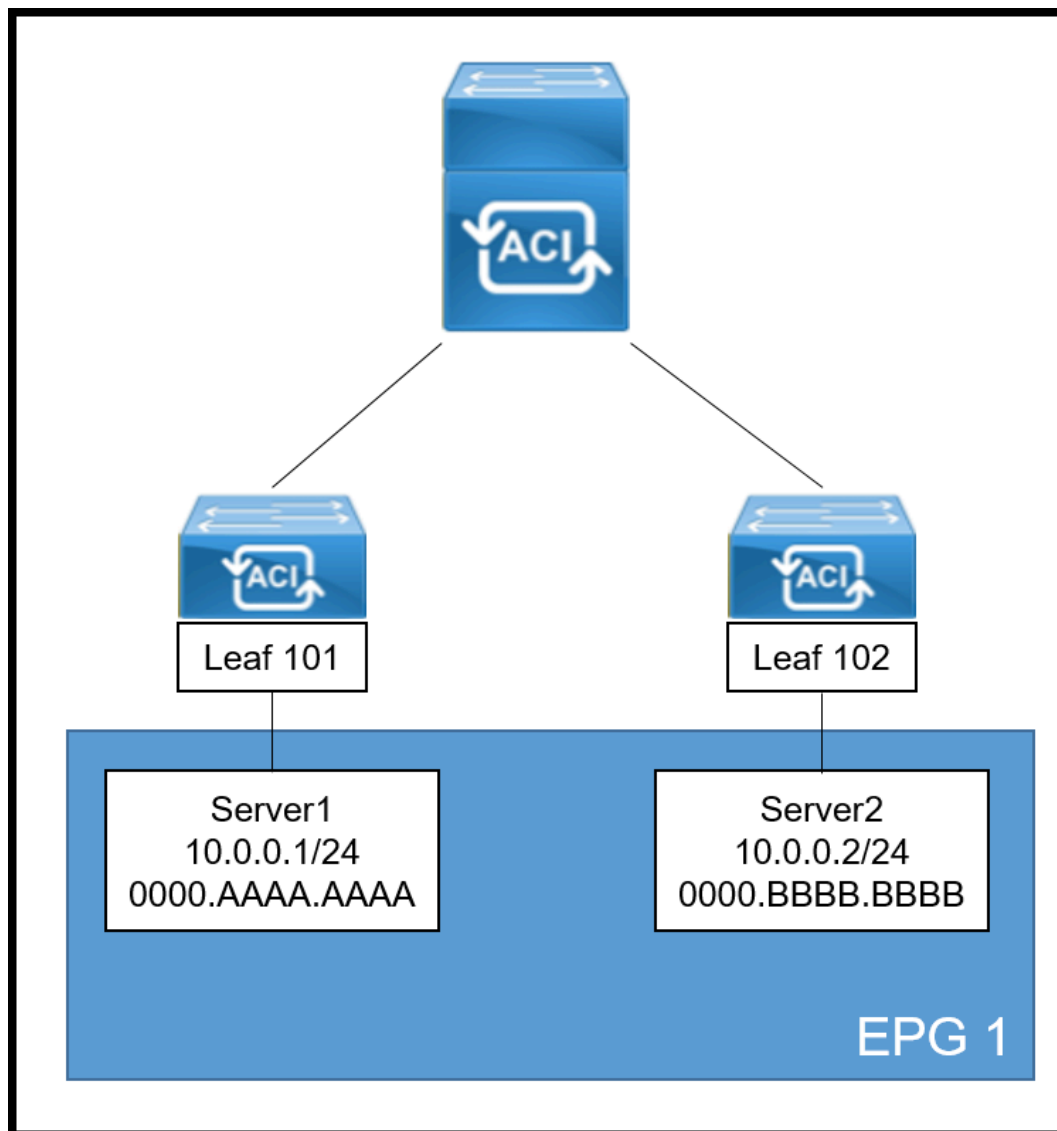 ACI
ACI
ACI
Leaf 101
Leaf 102
Server1
10.0.0.1/24
0000.AAAA.AAAA
Server2
10.0.0.2/24
0000.BBBB.BBBB
EPG 1